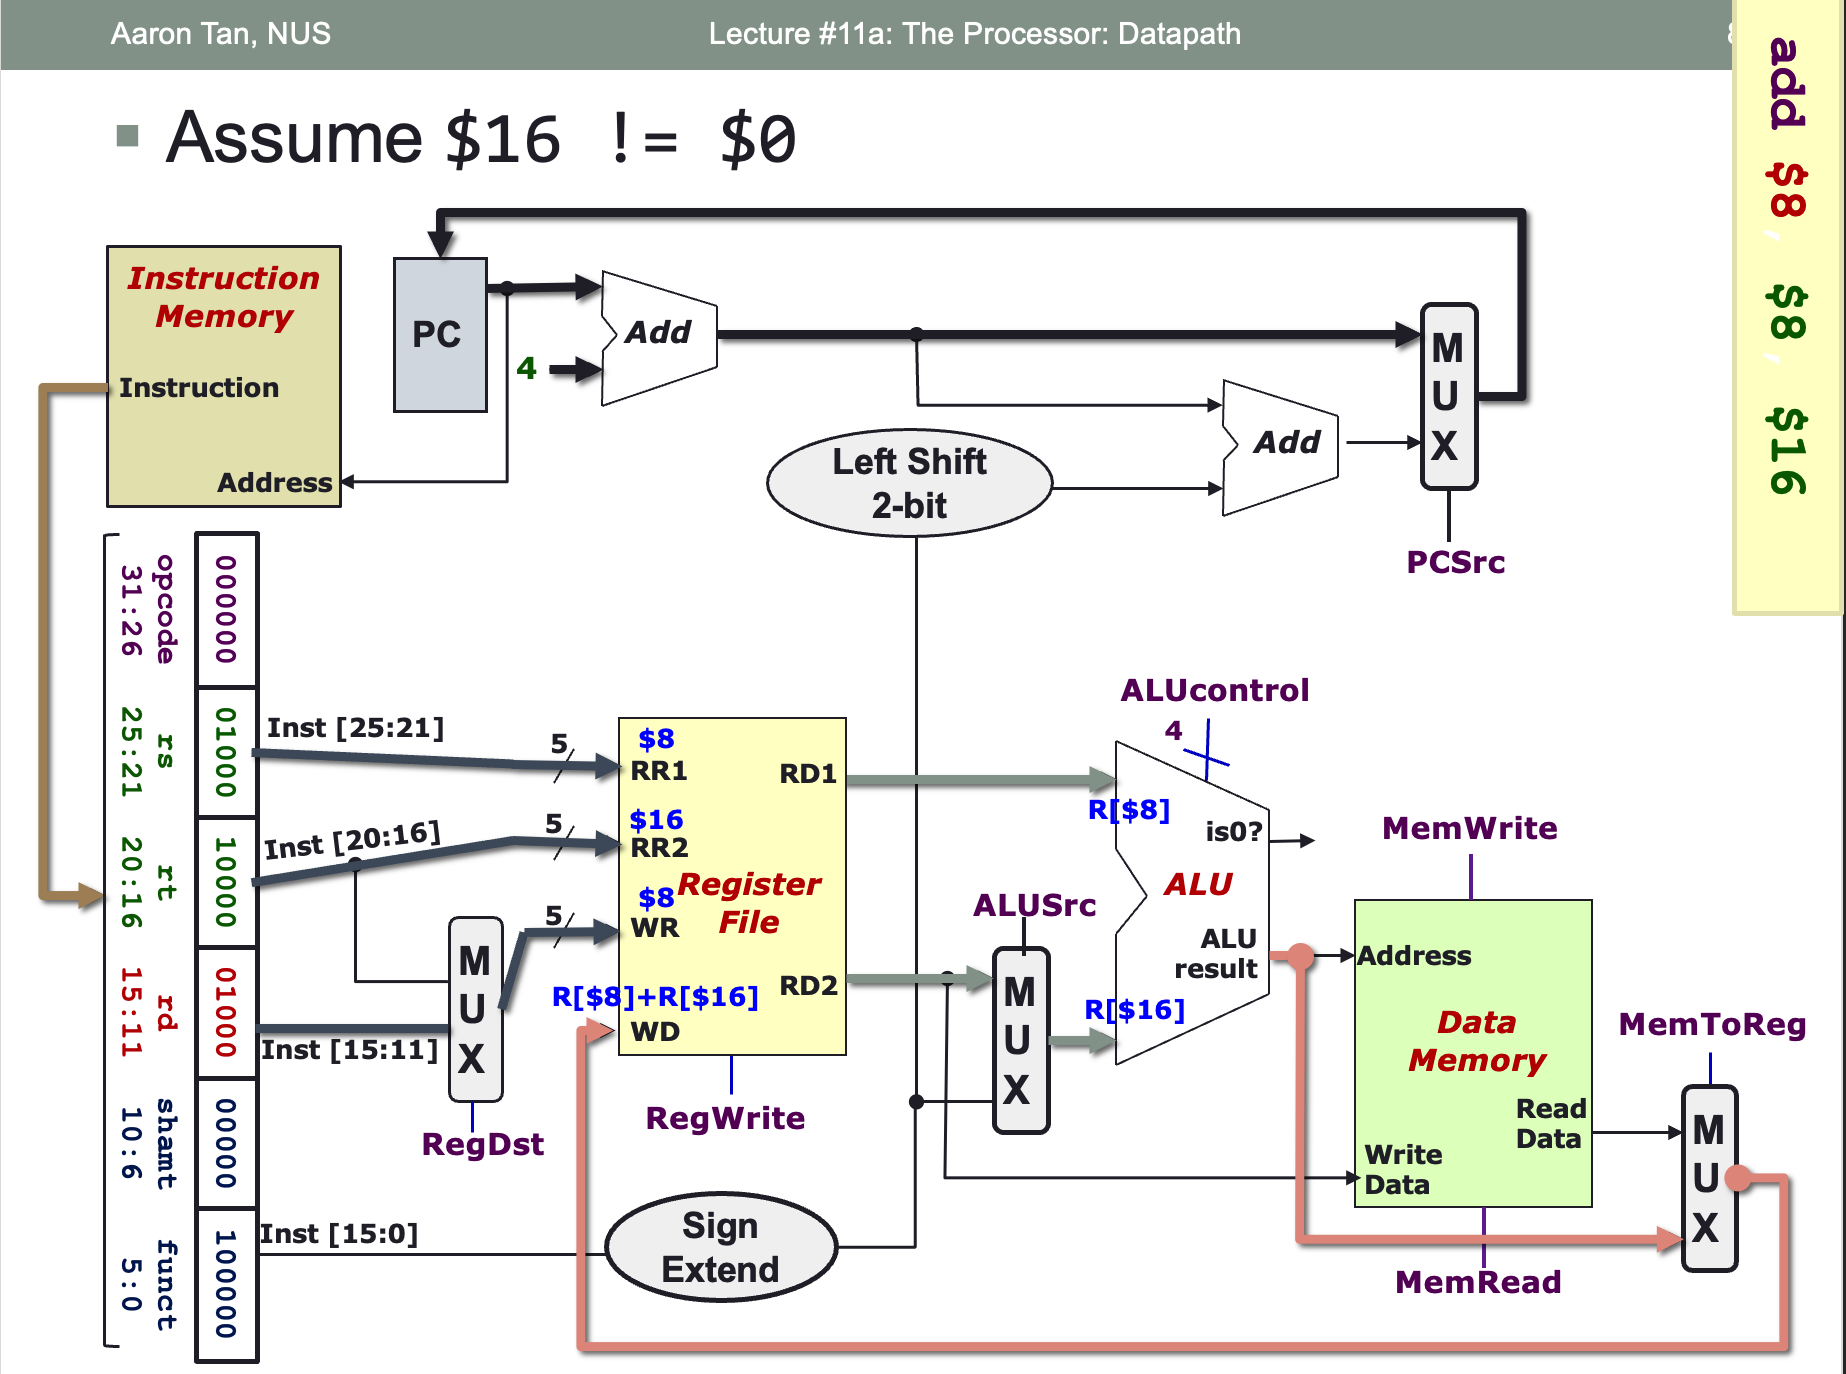 Aaron Tan, NUS
Lecture #11a: The Processor: Datapath
Assume $16 != $0
add $8, $8, $16
Instruction
Memory
Instruction
Address
PC
4
Add
Left Shift
2-bit
Add
M
U
X
PCSrc
opcode
31:26
000000
rs
25:21
01000
rt
20:16
10000
rd
15:11
01000
shamt
10:6
00000
funct
5:0
100000
Inst [25:21]
5
Inst [20:16]
5
5
Inst [15:11]
Inst [15:0]
M
U
X
RegDst
$8
RR1
$16
RR2
$8
WR
R[$8]+R[$16]
WD
RD1
RD2
Register
File
RegWrite
Sign
Extend
ALUSrc
M
U
X
ALUcontrol
4
R[$8]
R[$16]
is0?
ALU
ALU
result
MemWrite
Address
Data
Memory
Read
Data
Write
Data
MemRead
MemToReg
M
U
X